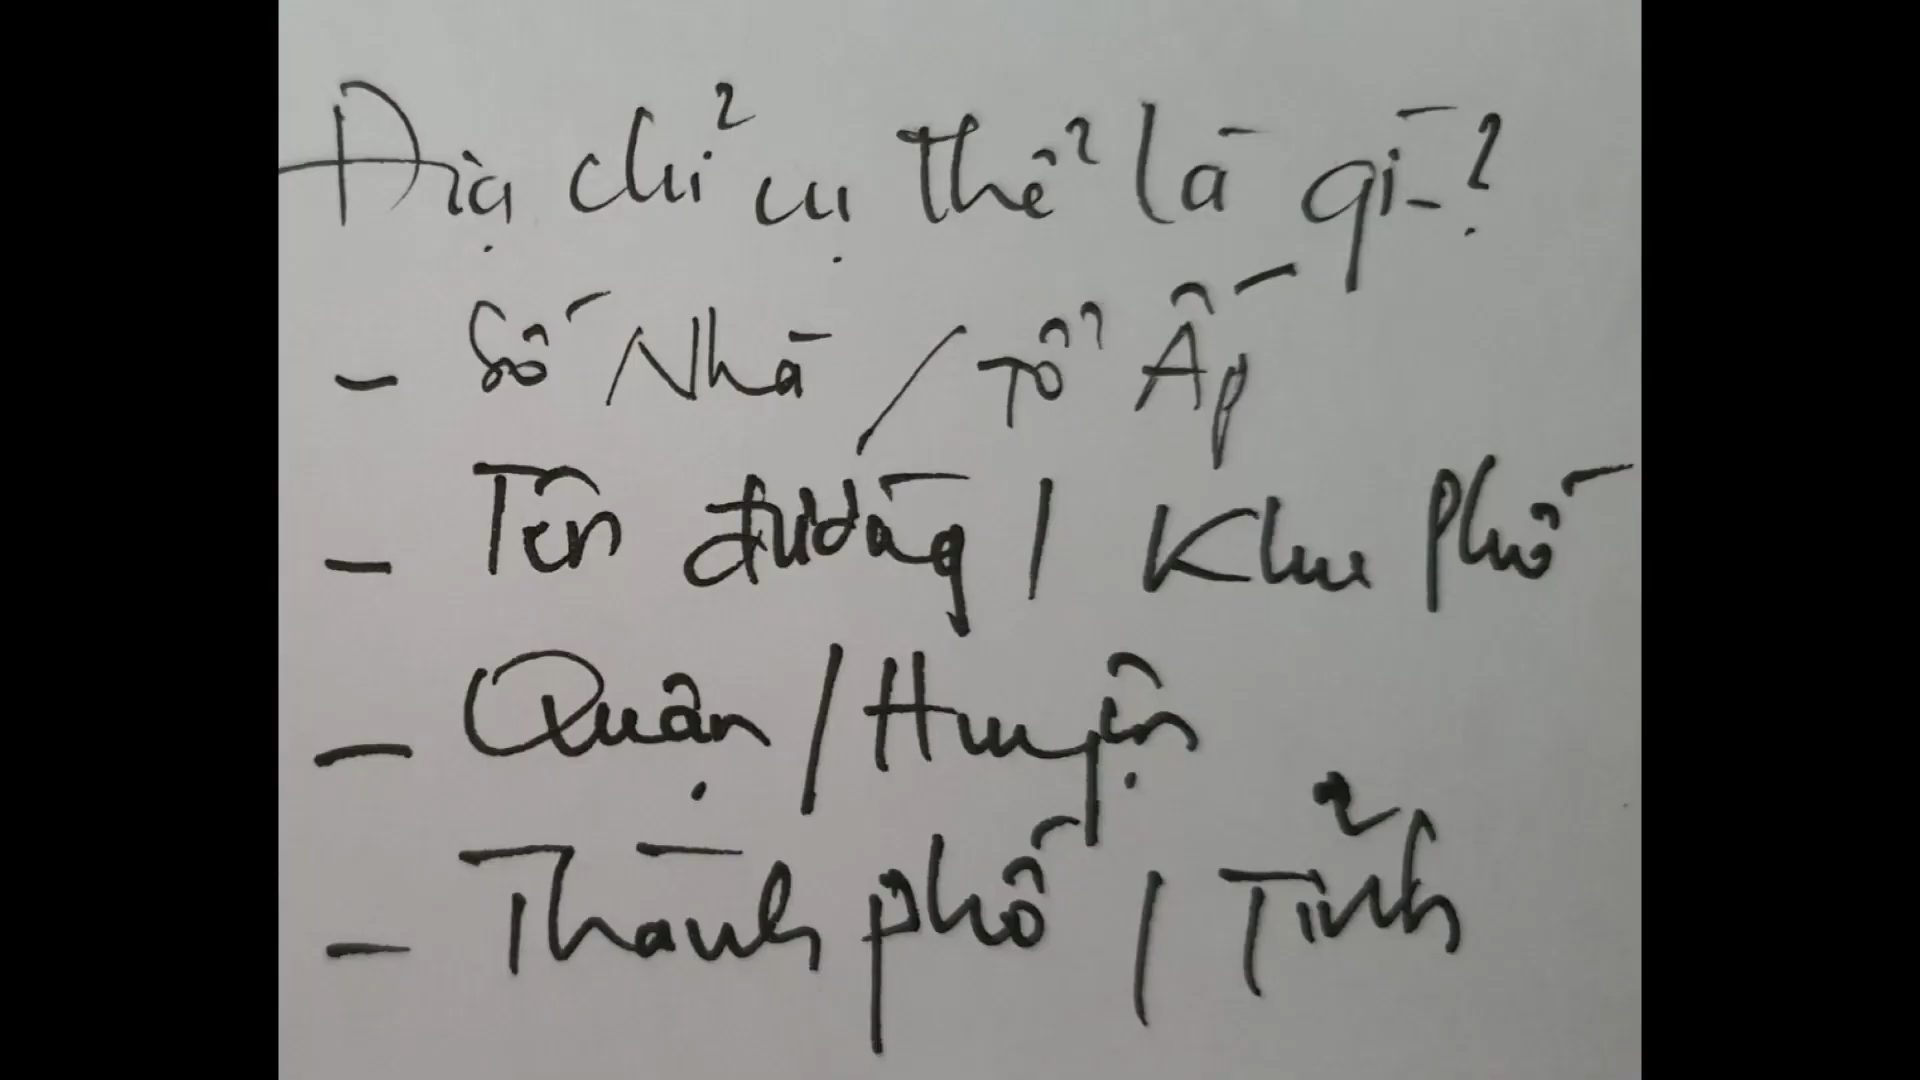 Địa chỉ cụ thể là gì?
- Số Nhà / Tổ Ấp
- Tên đường / Khu phố
- Quận / Huyện
- Thành phố / Tỉnh